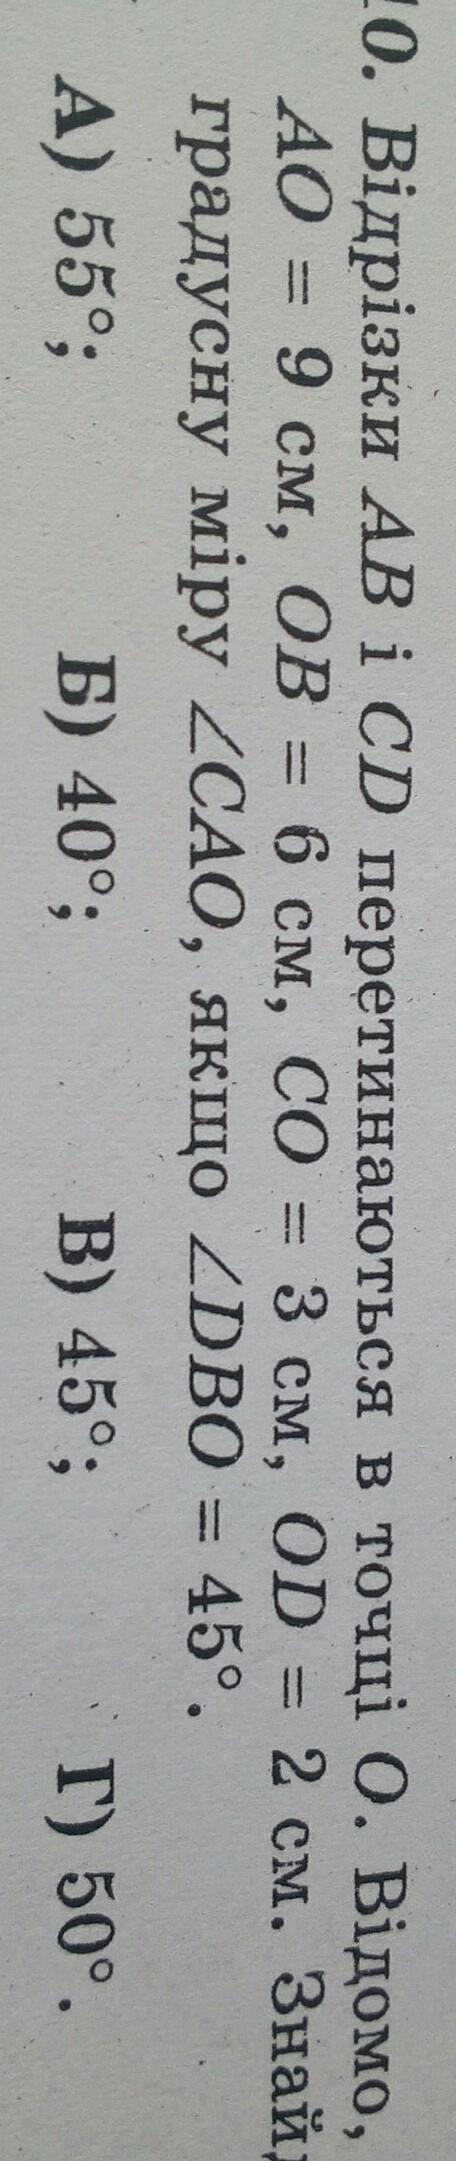 10. Відрізки AB і CD перетинаються в точці O. Відомо,
AO = 9 см, OB = 6 см, CO = 3 см, OD = 2 см. Знай
градусну міру ∠CAO, якщо ∠DBO = 45°.
А) 55°; Б) 40°; В) 45°; Г) 50°.